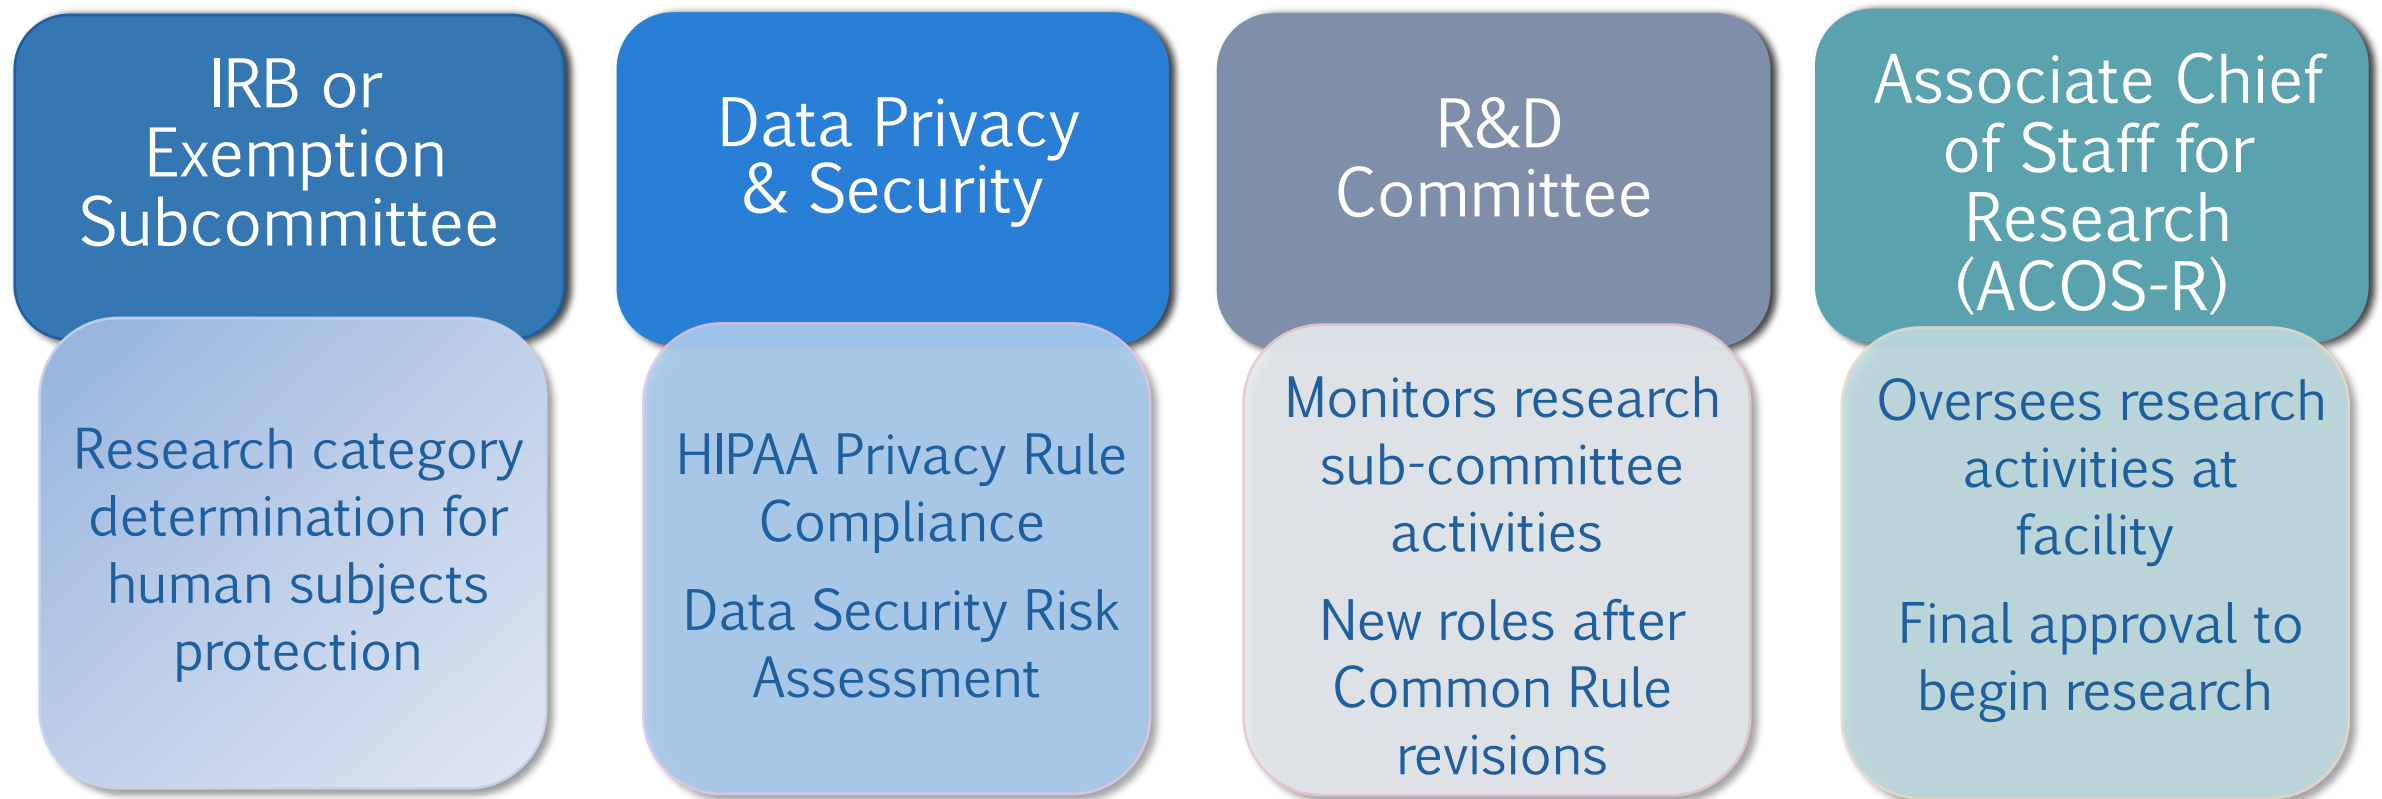 IRB or
Exemption
Subcommittee
Research category
determination for
human subjects
protection
Data Privacy
& Security
HIPAA Privacy Rule
Compliance
Data Security Risk
Assessment
R&D
Committee
Monitors research
sub-committee
activities
New roles after
Common Rule
revisions
Associate Chief
of Staff for
Research
(ACOS-R)
Oversees research
activities at
facility
Final approval to
begin research